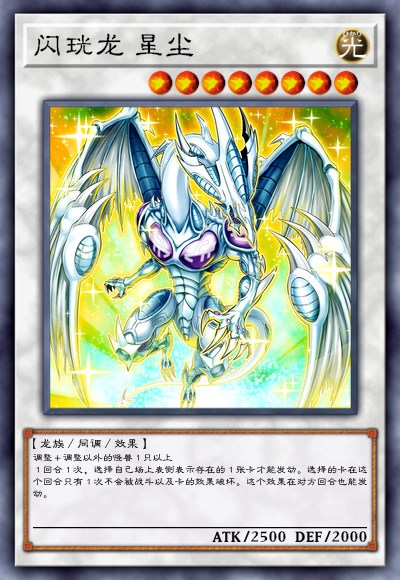 闪珖龙 星尘
光
【龙族／同调／效果】
调整＋调整以外的怪兽1只以上
1回合1次，选择自己场上表侧表示存在的1张卡才能发动。选择的卡在这
个回合只有1次不会被战斗以及卡的效果破坏。这个效果在对方回合也能发
动。
ATK/2500 DEF/2000